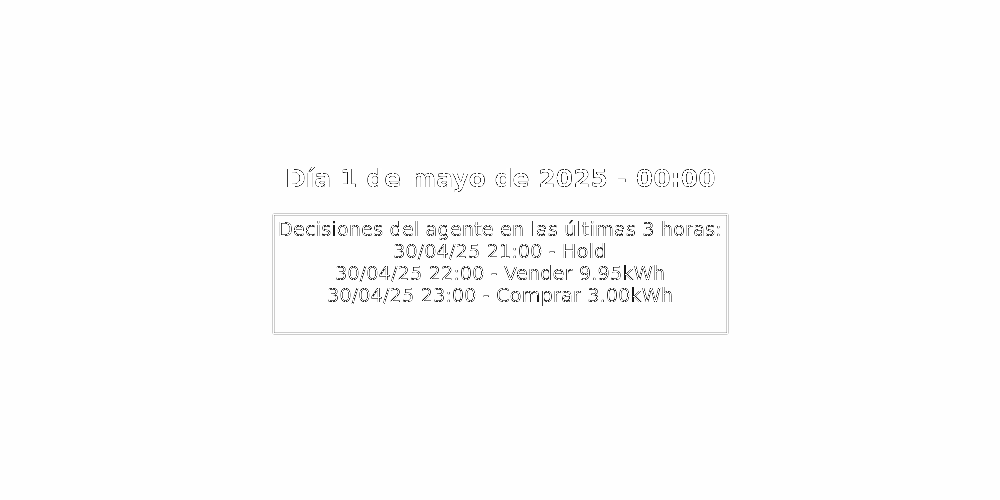 Día 1 de mayo de 2025 - 00:00
Decisiones del agente en las últimas 3 horas:
30/04/25 21:00 - Hold
30/04/25 22:00 - Vender 9.95kWh
30/04/25 23:00 - Comprar 3.00kWh